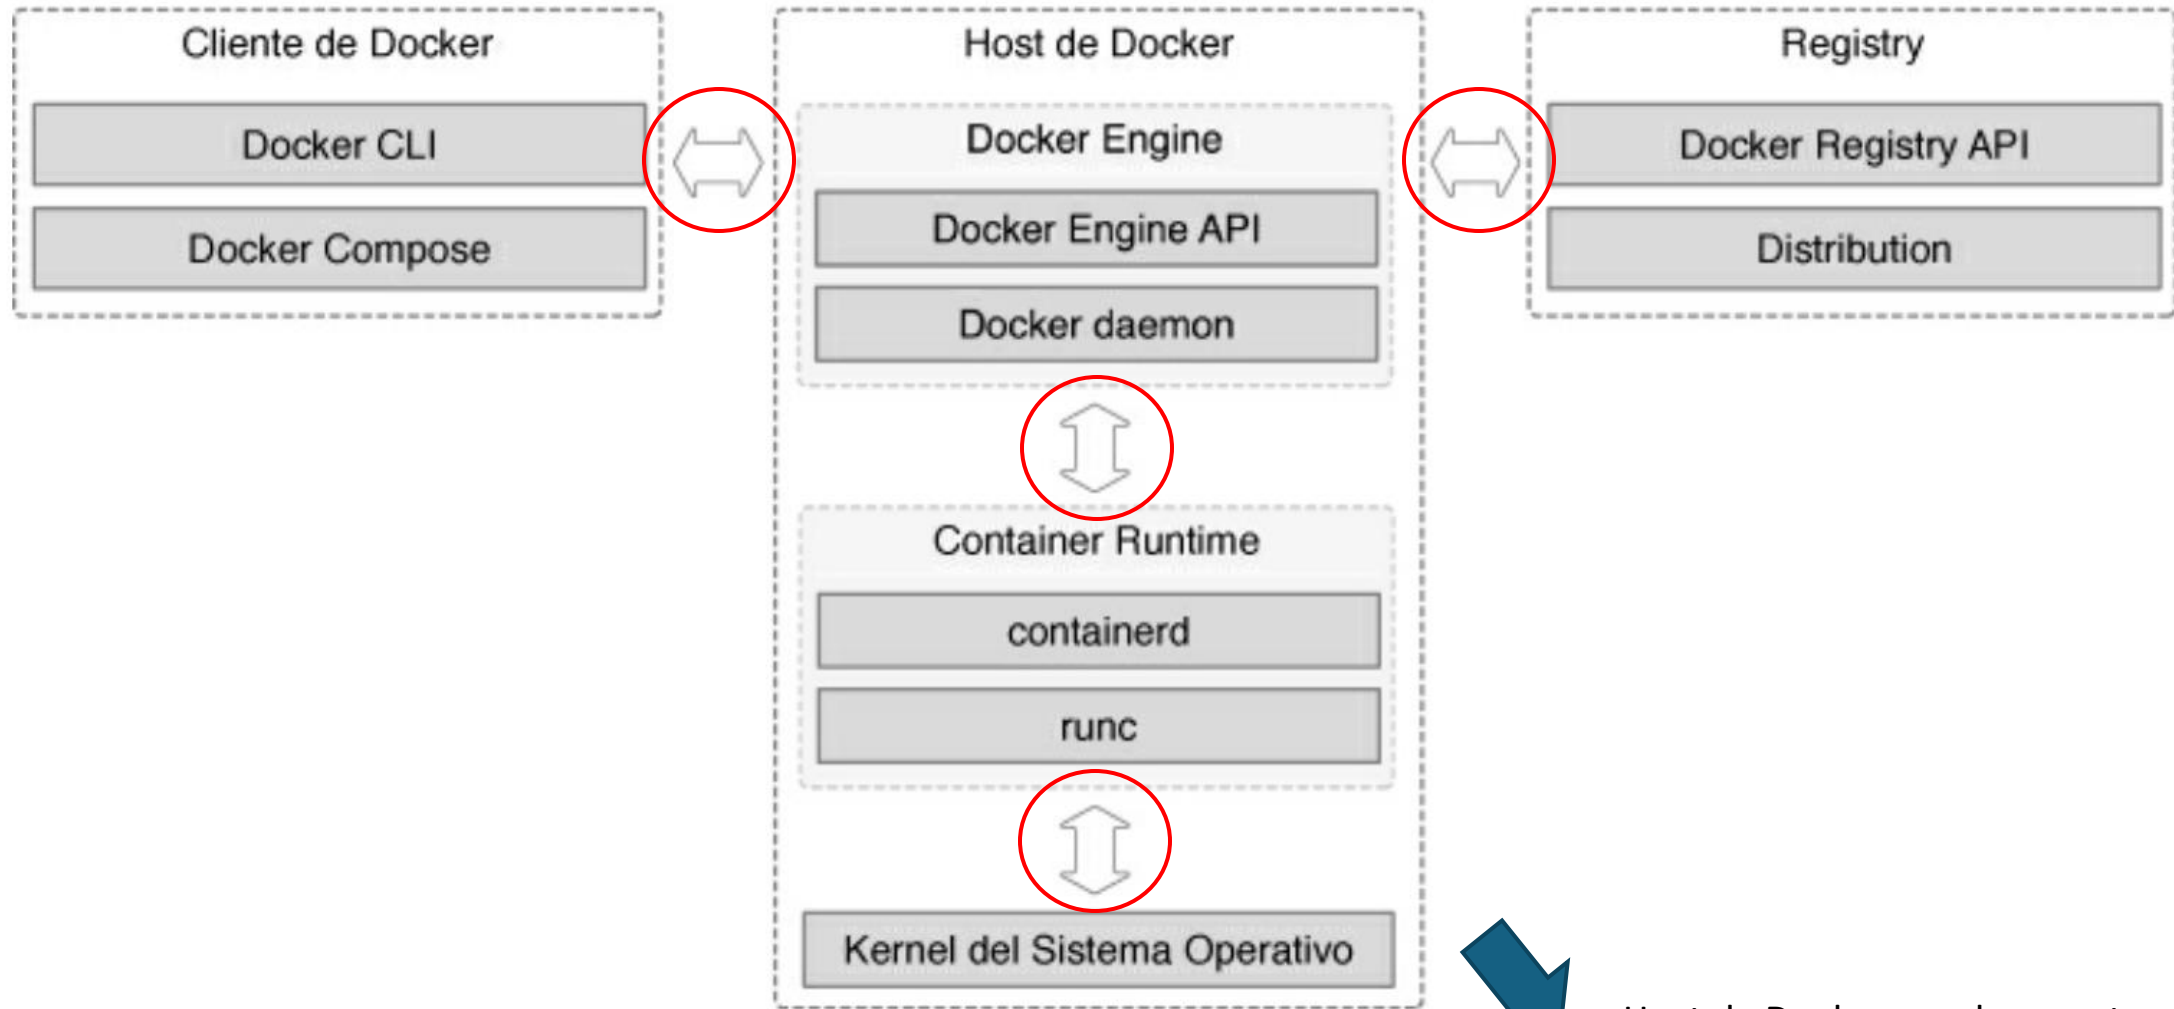 Cliente de Docker
Docker CLI
Docker Compose
Host de Docker
Docker Engine
Docker Engine API
Docker daemon
Container Runtime
containerd
runc
Kernel del Sistema Operativo
Registry
Docker Registry API
Distribution